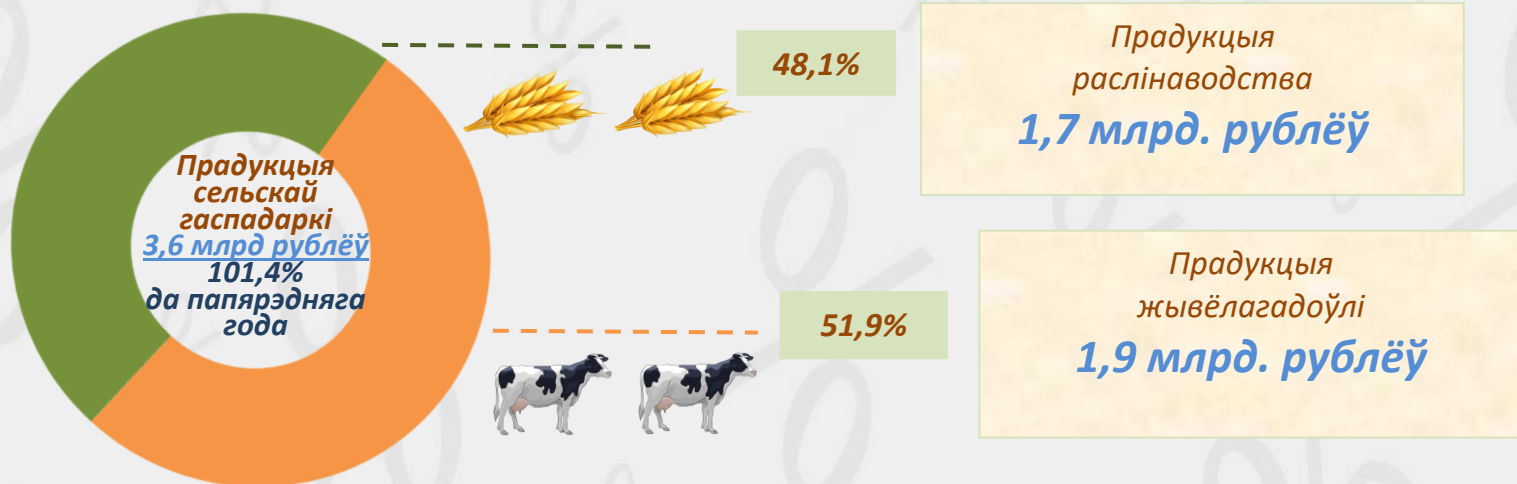 Прадукцыя
сельскай
гаспадаркі
3,6 млрд рублёў
101,4%
да папярэдняга
года
48,1%
Прадукцыя
раслінаводства
1,7 млрд. рублёў
51,9%
Прадукцыя
жывёлагадоўлі
1,9 млрд. рублёў